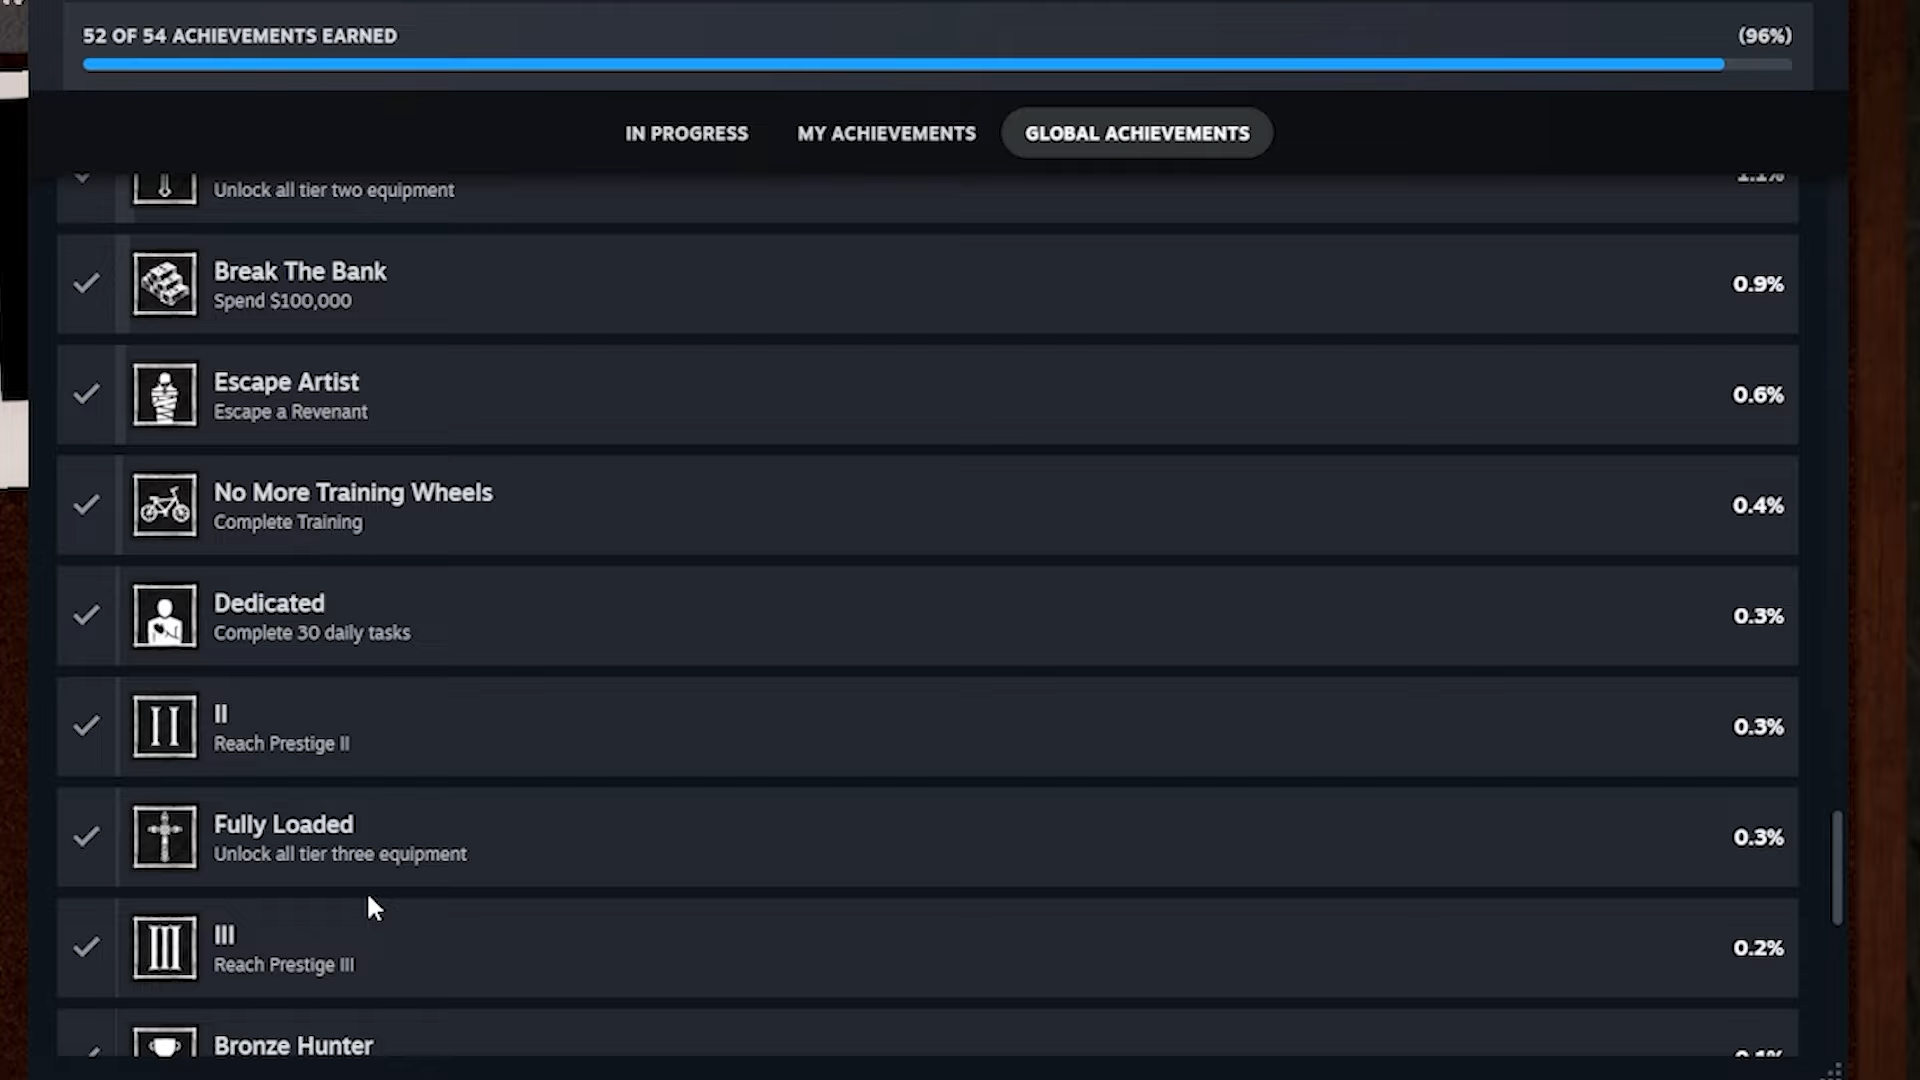 52 OF 54 ACHIEVEMENTS EARNED
(96%)
IN PROGRESS
MY ACHIEVEMENTS
GLOBAL ACHIEVEMENTS
Unlock all tier two equipment
1.1%
Break The Bank
Spend $100,000
0.9%
Escape Artist
Escape a Revenant
0.6%
No More Training Wheels
Complete Training
0.4%
Dedicated
Complete 30 daily tasks
0.3%
II
Reach Prestige II
0.3%
Fully Loaded
Unlock all tier three equipment
0.3%
III
Reach Prestige III
0.2%
Bronze Hunter